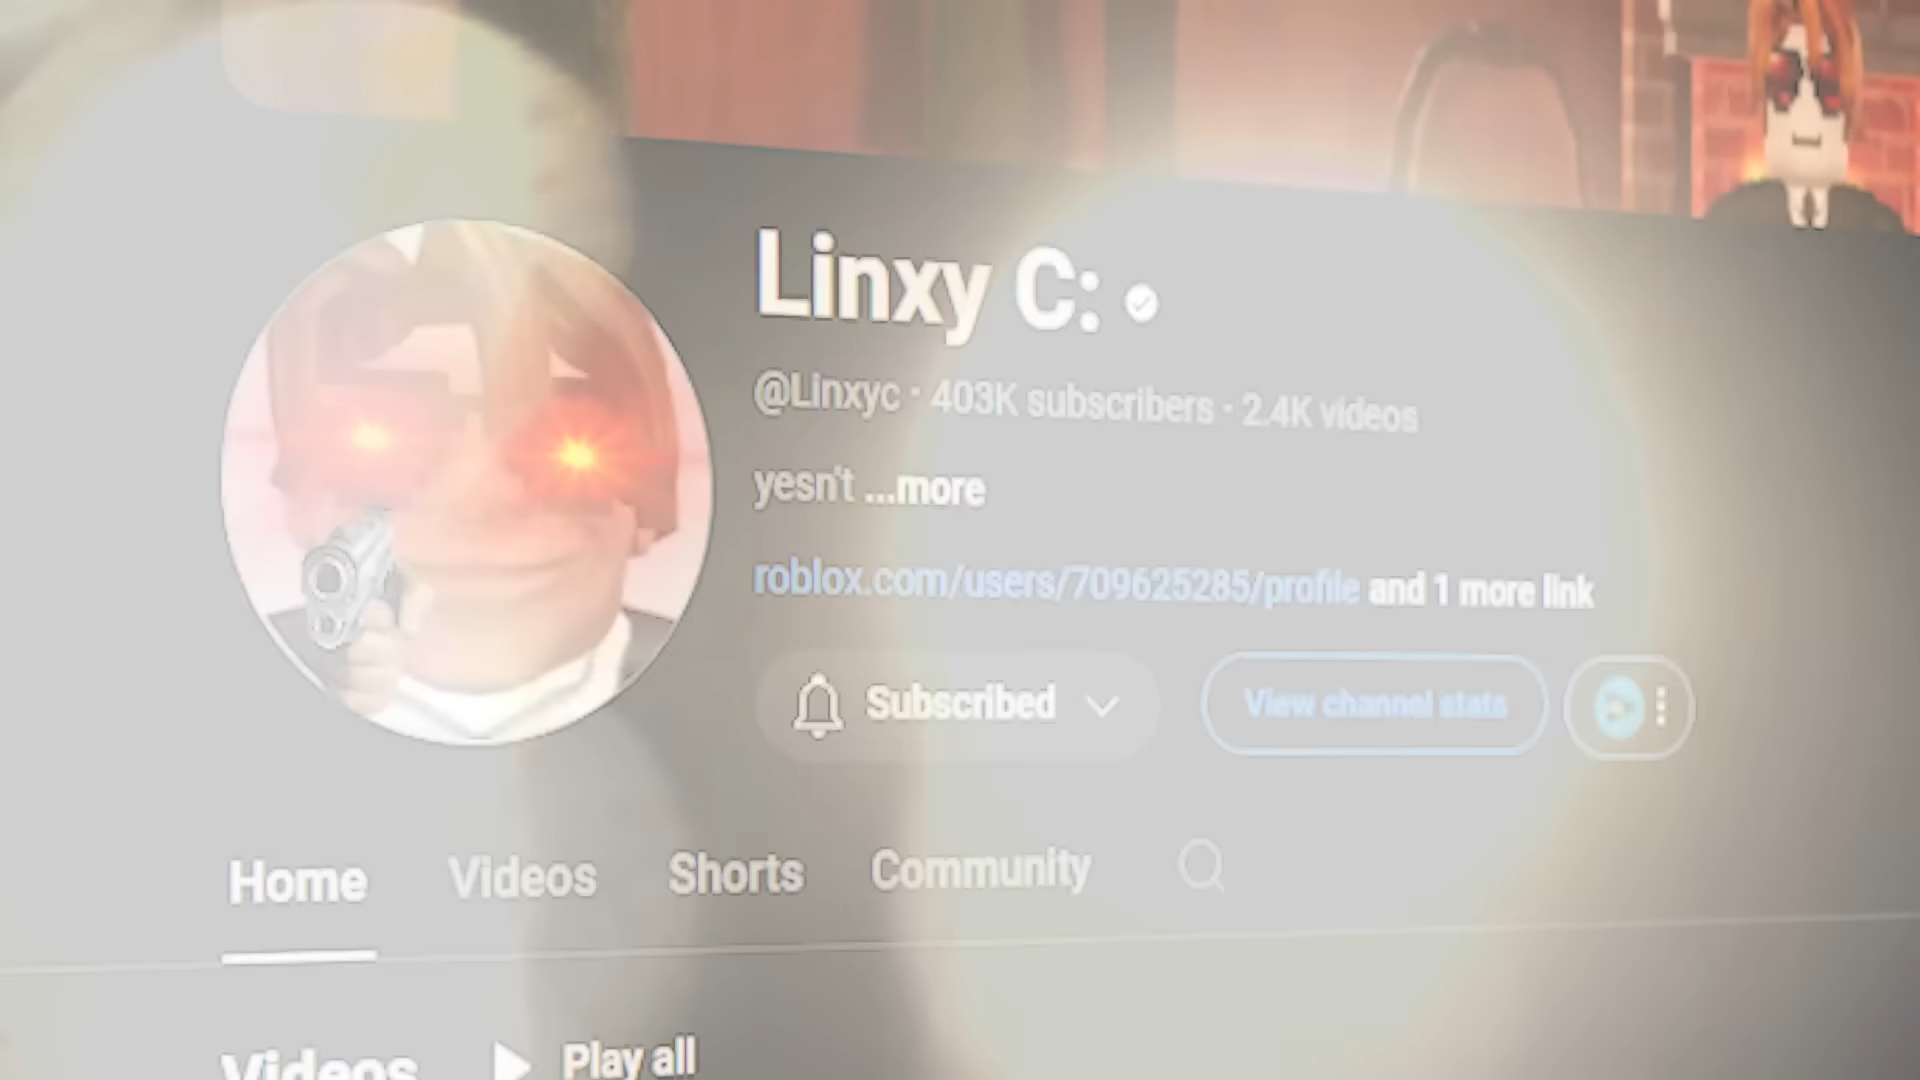 Linxy C:
@Linxyc · 403K subscribers · 2.4K videos
yesn't ...more
roblox.com/users/709625285/profile and 1 more link
Subscribed
View channel stats
Home Videos Shorts Community
Videos Play all